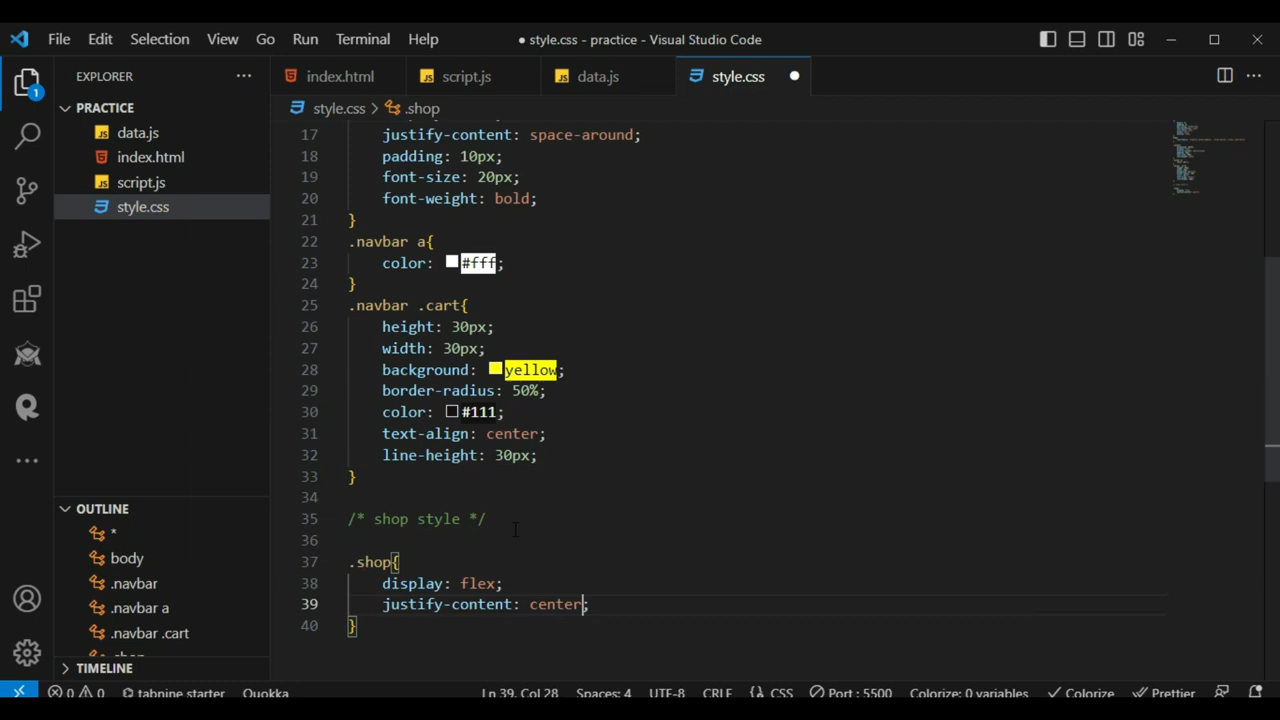 File Edit Selection View Go Run Terminal Help
● style.css - practice - Visual Studio Code
EXPLORER
index.html
script.js
data.js
style.css
PRACTICE
style.css > .shop
data.js
index.html
script.js
style.css
17 justify-content: space-around;
18 padding: 10px;
19 font-size: 20px;
20 font-weight: bold;
21 }
22 .navbar a{
23 color: #fff;
24 }
25 .navbar .cart{
26 height: 30px;
27 width: 30px;
28 background: yellow;
29 border-radius: 50%;
30 color: #111;
31 text-align: center;
32 line-height: 30px;
33 }
34
35 /* shop style */
36
37 .shop{
38 display: flex;
39 justify-content: center;
40 }
1
OUTLINE
*
body
.navbar
.navbar a
.navbar .cart
TIMELINE
0 0 tabnine starter Quokka Ln 39, Col 28 Spaces: 4 UTF-8 CRLF {} CSS Port : 5500 Colorize: 0 variables Colorize Prettier